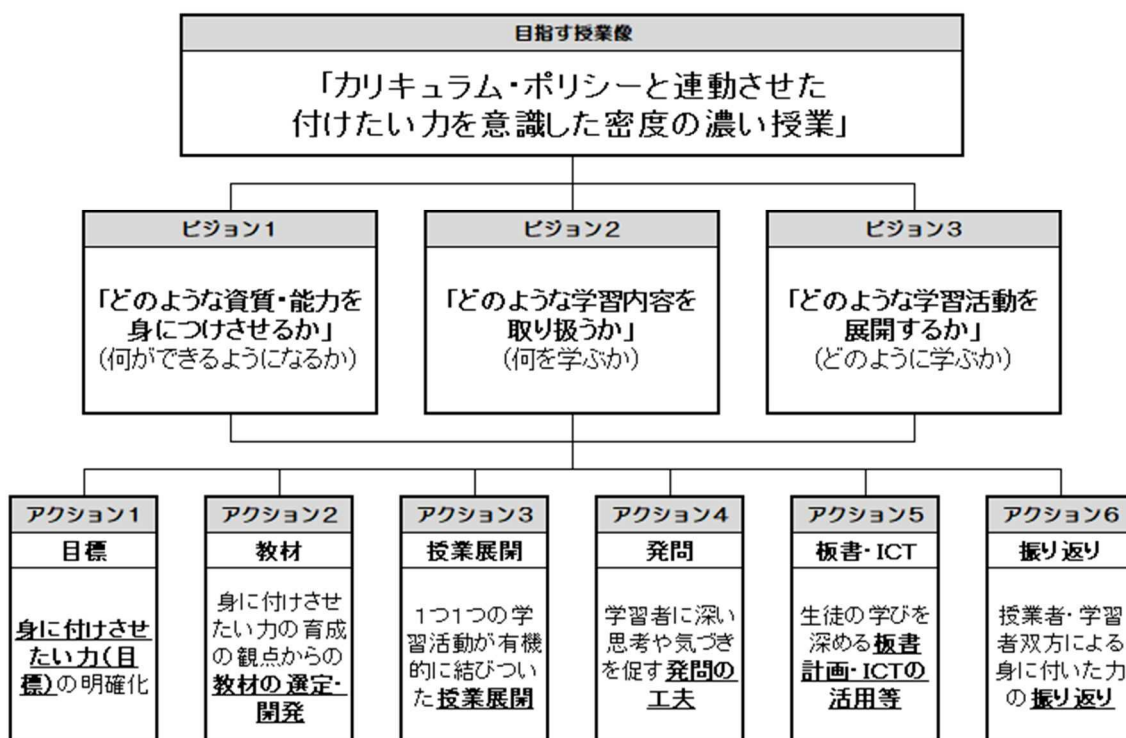 目指す授業像
「カリキュラム・ポリシーと連動させた
付けたい力を意識した密度の濃い授業」
ビジョン1
「どのような資質・能力を
身につけさせるか」
(何ができるようになるか)
ビジョン2
「どのような学習内容を
取り扱うか」
(何を学ぶか)
ビジョン3
「どのような学習活動を
展開するか」
(どのように学ぶか)
アクション1
目標
身に付けさせ
たい力(目
標)の明確化
アクション2
教材
身に付けさせ
たい力の育成
の観点からの
教材の選定・
開発
アクション3
授業展開
1つ1つの学
習活動が有機
的に結びつい
た授業展開
アクション4
発問
学習者に深い
思考や気づき
を促す発問の
工夫
アクション5
板書・ICT
生徒の学びを
深める板書
計画・ICTの
活用等
アクション6
振り返り
授業者・学習
者双方による
身に付いた力
の振り返り